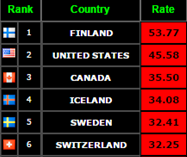 Rank Country Rate
1 FINLAND 53.77
2 UNITED STATES 45.58
3 CANADA 35.50
4 ICELAND 34.08
5 SWEDEN 32.41
6 SWITZERLAND 32.25